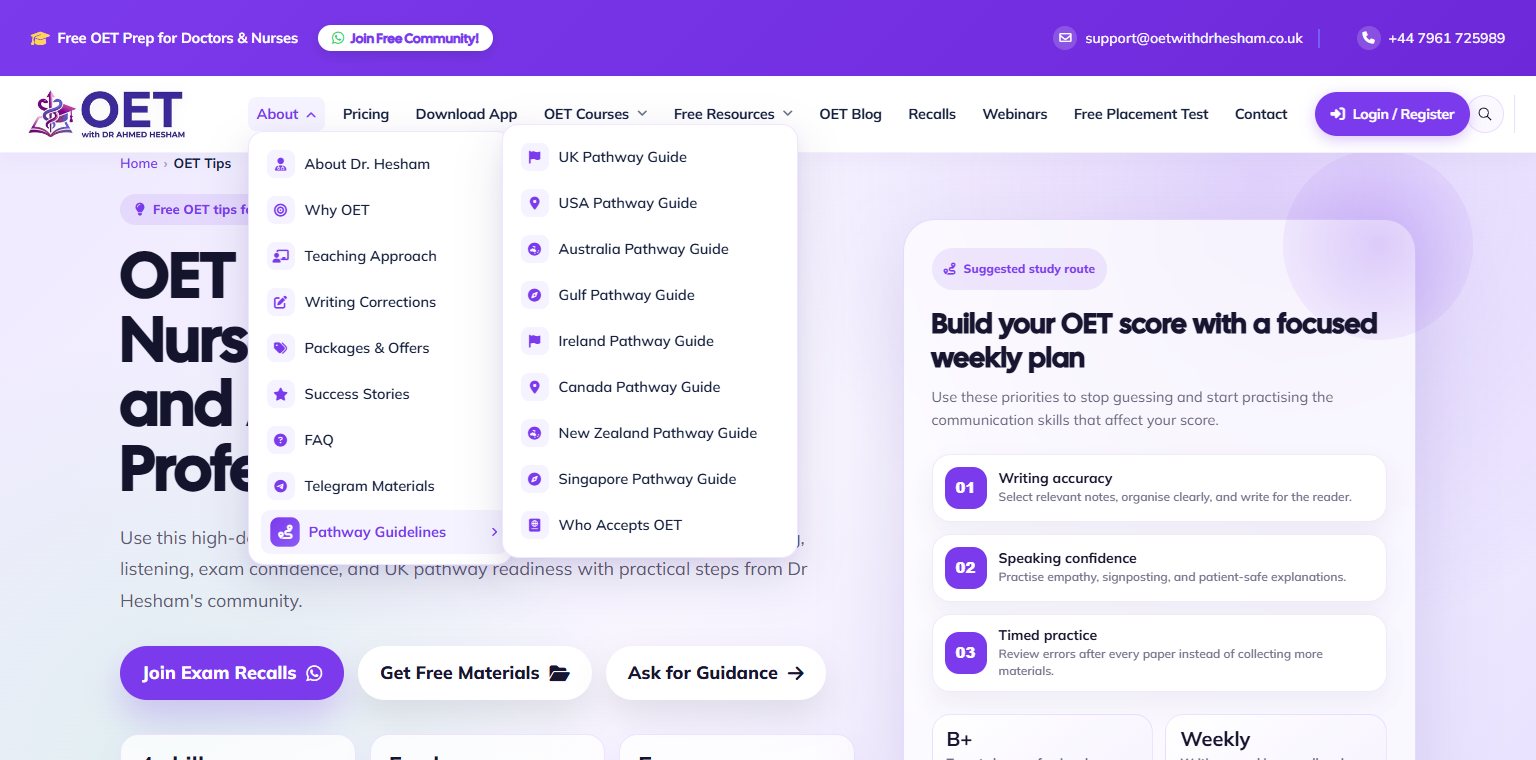 Free OET Prep for Doctors & Nurses
Join Free Community!
support@oetwithdrhesham.co.uk
+44 7961 725989
OET
with DR AHMED HESHAM
About
Pricing
Download App
OET Courses
Free Resources
OET Blog
Recalls
Webinars
Free Placement Test
Contact
Login / Register
Home › OET Tips
Free OET tips
OET
Nurs
and
Profe
About Dr. Hesham
Why OET
Teaching Approach
Writing Corrections
Packages & Offers
Success Stories
FAQ
Telegram Materials
Pathway Guidelines
UK Pathway Guide
USA Pathway Guide
Australia Pathway Guide
Gulf Pathway Guide
Ireland Pathway Guide
Canada Pathway Guide
New Zealand Pathway Guide
Singapore Pathway Guide
Who Accepts OET
Use this high-
listening, exam confidence, and UK pathway readiness with practical steps from Dr
Hesham's community.
Join Exam Recalls
Get Free Materials
Ask for Guidance
Suggested study route
Build your OET score with a focused
weekly plan
Use these priorities to stop guessing and start practising the
communication skills that affect your score.
01
Writing accuracy
Select relevant notes, organise clearly, and write for the reader.
02
Speaking confidence
Practise empathy, signposting, and patient-safe explanations.
03
Timed practice
Review errors after every paper instead of collecting more
materials.
B+
Weekly